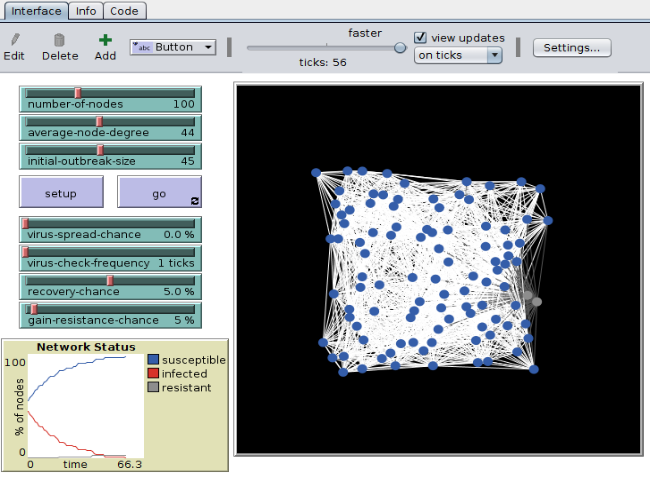 Interface Info Code
Edit Delete Add abc Button faster view updates
ticks: 56 on ticks Settings...
number-of-nodes 100
average-node-degree 44
initial-outbreak-size 45
setup go
virus-spread-chance 0.0 %
virus-check-frequency 1 ticks
recovery-chance 5.0 %
gain-resistance-chance 5 %
Network Status
100
% of nodes
0
0 time 66.3
susceptible
infected
resistant